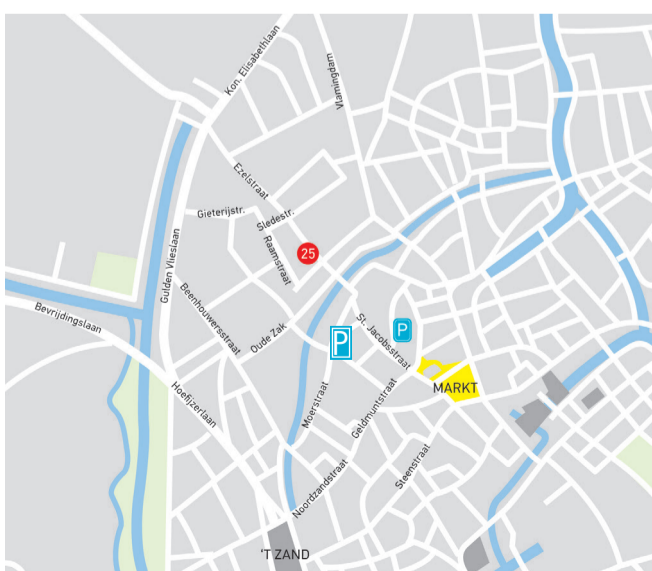 Kon. Elisabethlaan
Vlamingdam
Ezelstraat
Gieterijstr.
Sledestr.
Raamstraat
25
Gulden Vlieslaan
Beenhouwersstraat
Bevrijdingslaan
Oude Zak
P
P
St. Jacobsstraat
MARKT
Hoefijzerlaan
Moerstraat
Geldmuntstraat
Steenstraat
Noordzandstraat
'T ZAND